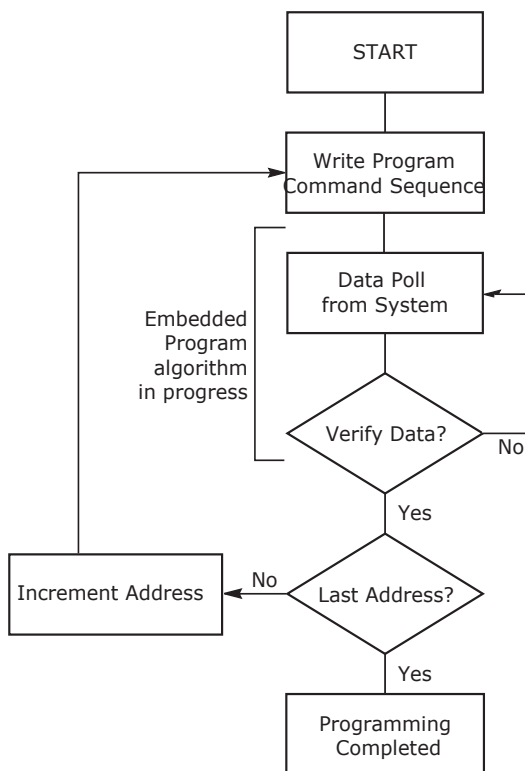 START
Write Program
Command Sequence
Data Poll
from System
Embedded
Program
algorithm
in progress
Verify Data?
No
Yes
Increment Address
No
Last Address?
Yes
Programming
Completed